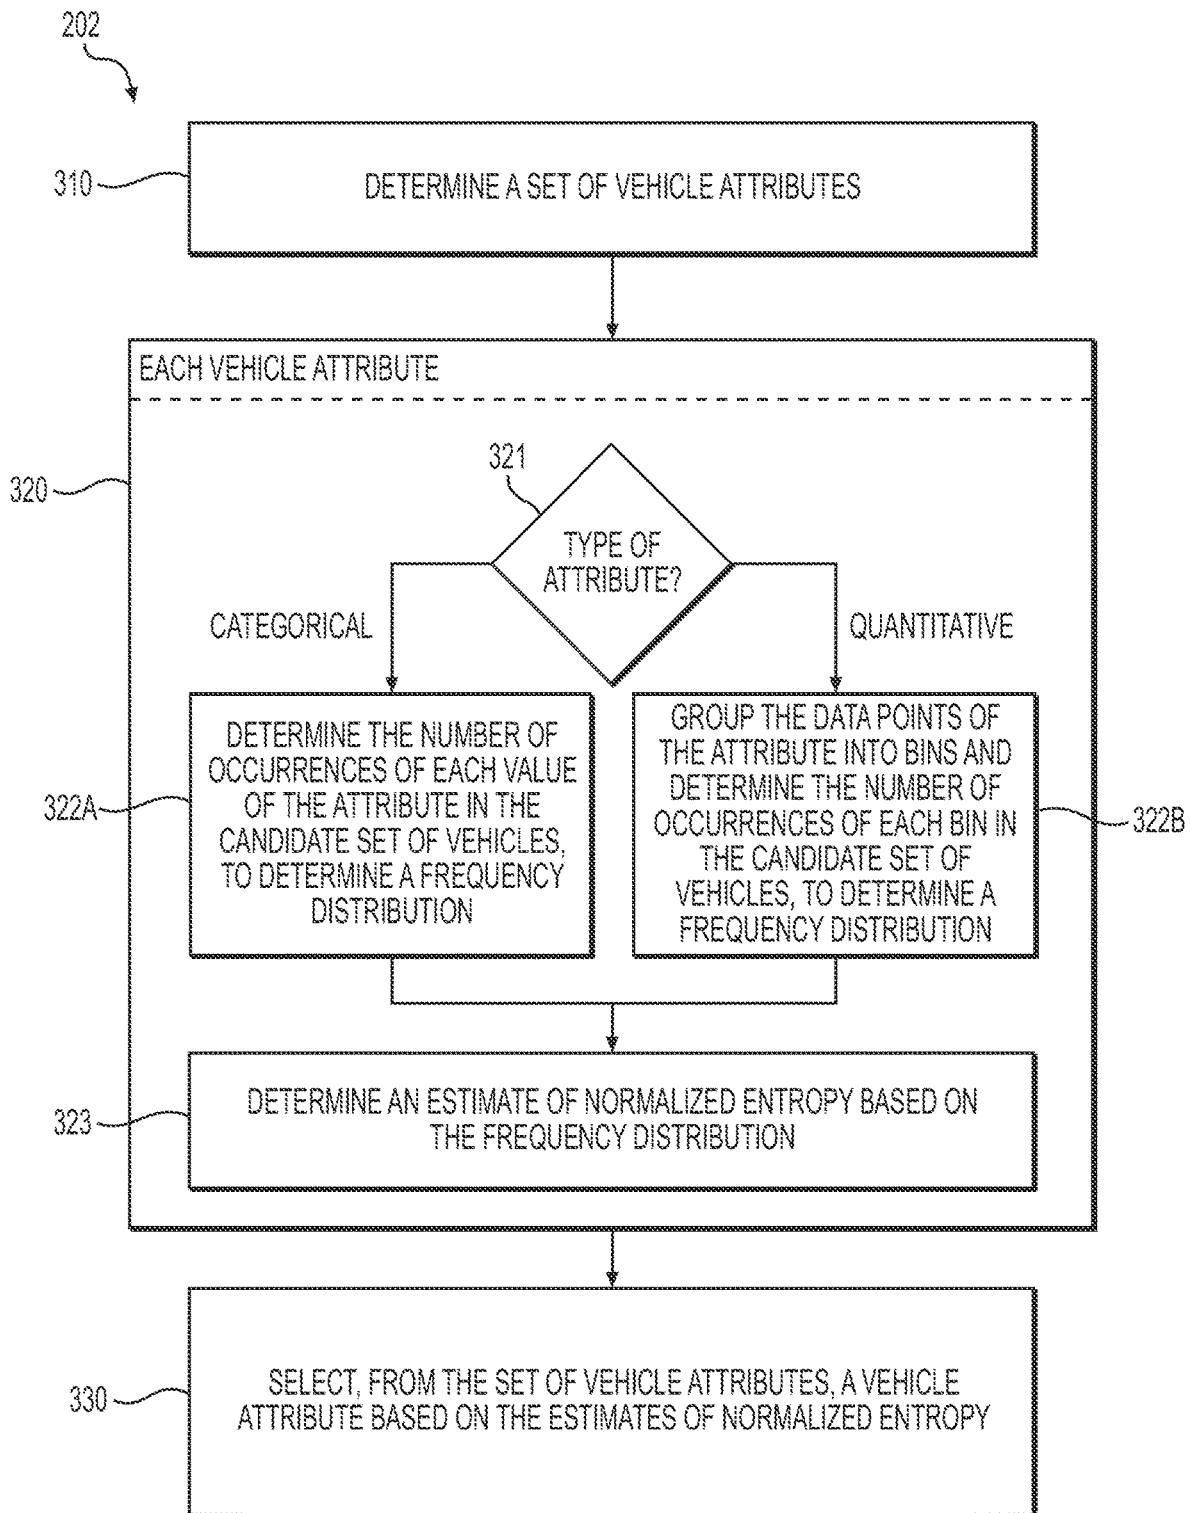 202
310
DETERMINE A SET OF VEHICLE ATTRIBUTES
EACH VEHICLE ATTRIBUTE
320
321
TYPE OF
ATTRIBUTE?
CATEGORICAL
QUANTITATIVE
322A
DETERMINE THE NUMBER OF
OCCURRENCES OF EACH VALUE
OF THE ATTRIBUTE IN THE
CANDIDATE SET OF VEHICLES,
TO DETERMINE A FREQUENCY
DISTRIBUTION
GROUP THE DATA POINTS OF
THE ATTRIBUTE INTO BINS AND
DETERMINE THE NUMBER OF
OCCURRENCES OF EACH BIN IN
THE CANDIDATE SET OF
VEHICLES, TO DETERMINE A
FREQUENCY DISTRIBUTION
322B
323
DETERMINE AN ESTIMATE OF NORMALIZED ENTROPY BASED ON
THE FREQUENCY DISTRIBUTION
330
SELECT, FROM THE SET OF VEHICLE ATTRIBUTES, A VEHICLE
ATTRIBUTE BASED ON THE ESTIMATES OF NORMALIZED ENTROPY